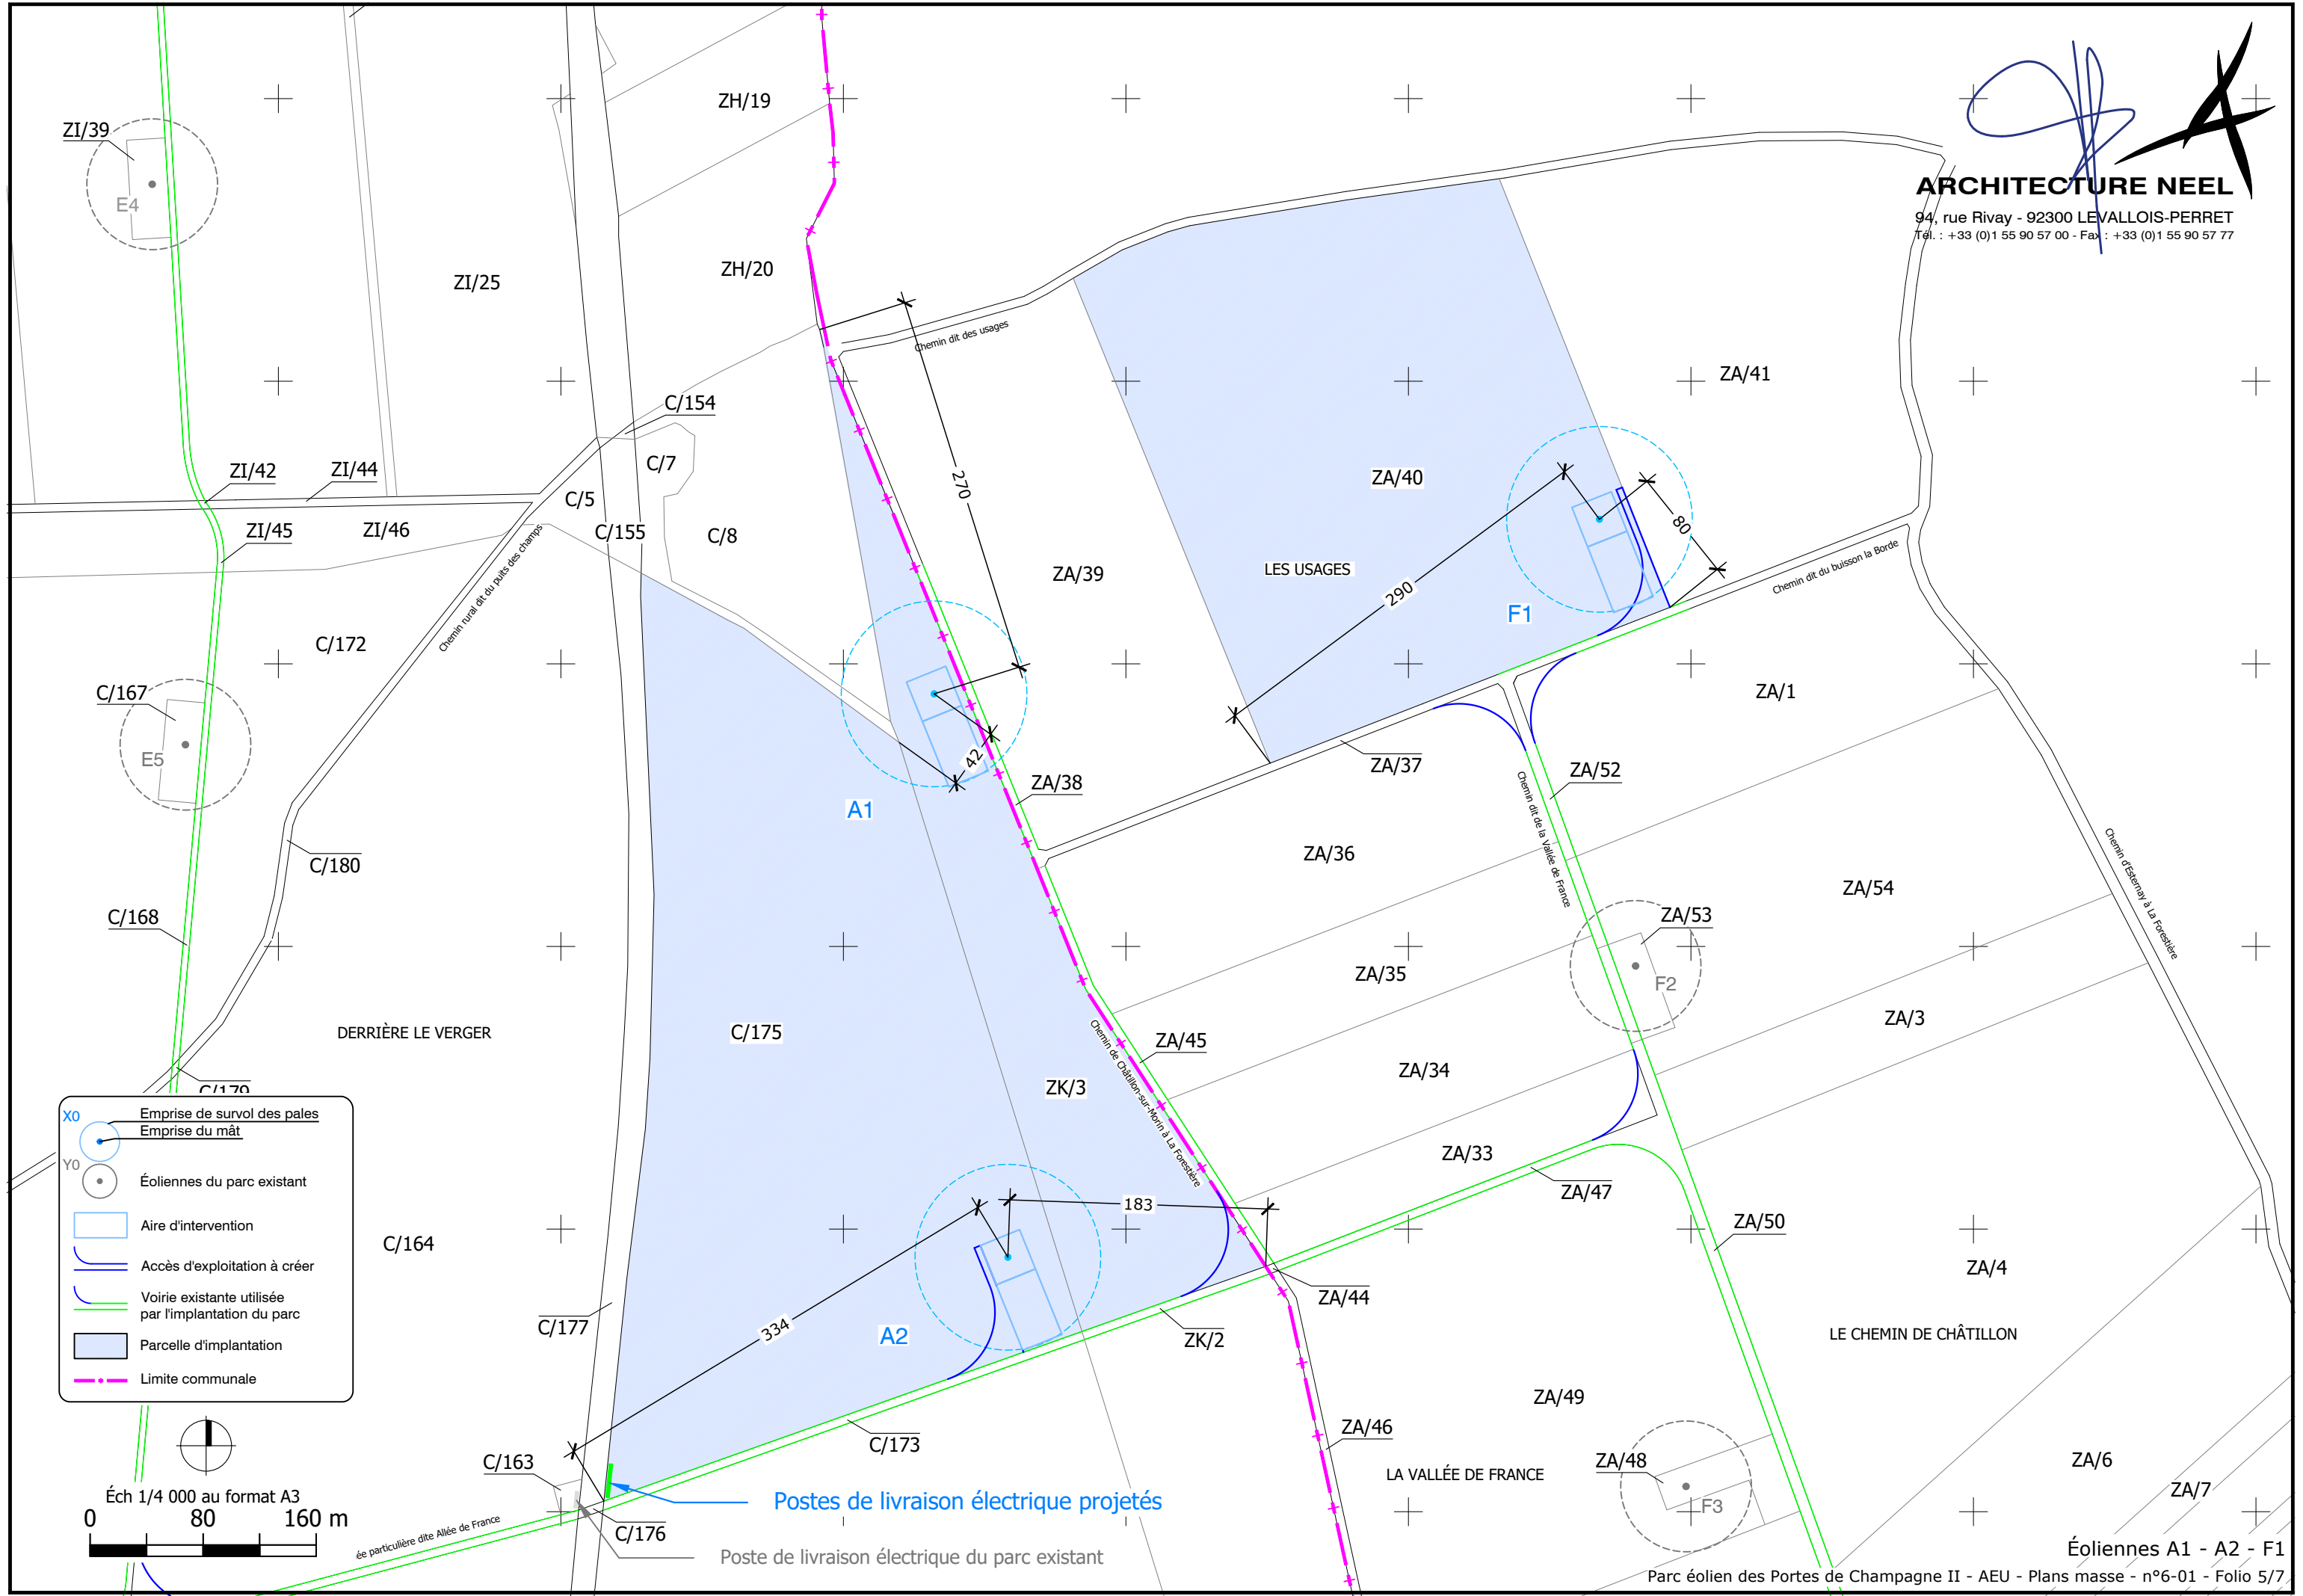 ZH/19
ZI/39
E4
ARCHITECTURE NEEL
94, rue Rivay - 92300 LEVALLOIS-PERRET
Tél. : +33 (0)1 55 90 57 00 - Fax : +33 (0)1 55 90 57 77
ZI/25
ZH/20
Chemin dit des usages
ZA/41
C/154
ZI/42
ZI/44
C/7
C/5
ZA/40
270
ZI/45
ZI/46
C/155
C/8
80
Chemin rural dit du puits des champs
ZA/39
LES USAGES
290
F1
Chemin dit du buisson la Borde
C/172
C/167
E5
ZA/1
42
ZA/38
ZA/37
ZA/52
A1
Chemin dit de la Vallée de France
C/180
ZA/36
Chemin d'Esternay à La Forestière
ZA/54
C/168
ZA/53
ZA/35
F2
DERRIÈRE LE VERGER
C/175
ZA/45
ZA/3
Chemin de Châtillon-sur-Morin à La Forestière
ZK/3
ZA/34
C/179
X0
Emprise de survol des pales
Emprise du mât
Y0
Éoliennes du parc existant
Aire d'intervention
Accès d'exploitation à créer
Voirie existante utilisée
par l'implantation du parc
Parcelle d'implantation
Limite communale
ZA/33
ZA/47
183
ZA/50
C/164
ZA/4
ZA/44
C/177
334
A2
ZK/2
LE CHEMIN DE CHÂTILLON
ZA/49
ZA/46
C/173
C/163
LA VALLÉE DE FRANCE
ZA/48
ZA/6
ZA/7
F3
Éch 1/4 000 au format A3
0 80 160 m
Postes de livraison électrique projetés
ée particulière dite Allée de France
C/176
Poste de livraison électrique du parc existant
Éoliennes A1 - A2 - F1
Parc éolien des Portes de Champagne II - AEU - Plans masse - n°6-01 - Folio 5/7